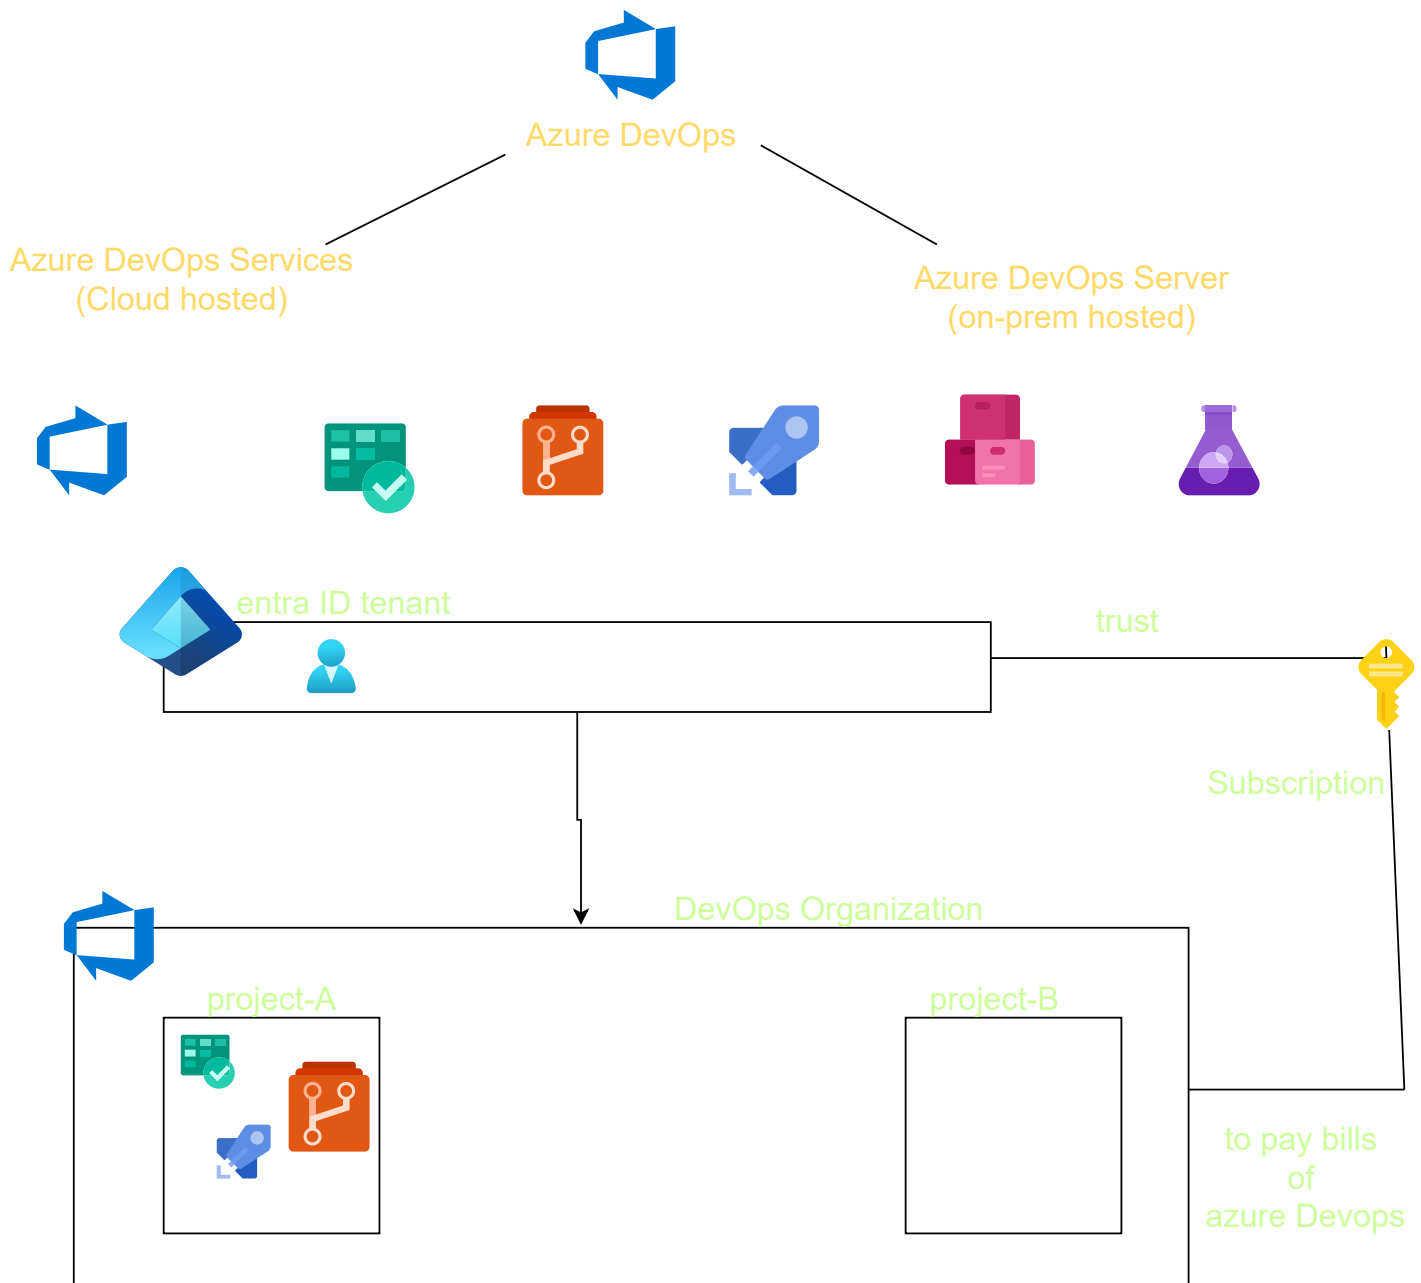 Azure DevOps
Azure DevOps Services
(Cloud hosted)
Azure DevOps Server
(on-prem hosted)
entra ID tenant
trust
Subscription
DevOps Organization
project-A
project-B
to pay bills
of
azure Devops